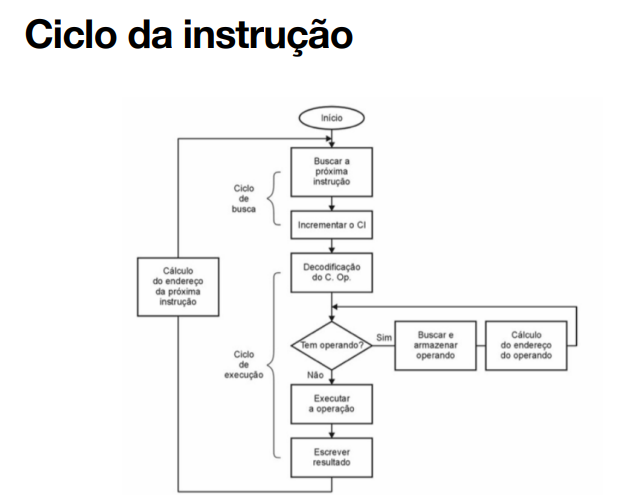 Ciclo da instrução
Início
Buscar a
próxima
instrução
Ciclo
de
busca
Incrementar o CI
Decodificação
do C. Op.
Cálculo
do endereço
da próxima
instrução
Tem operando?
Sim
Buscar e
armazenar
operando
Cálculo
do endereço
do operando
Ciclo
de
execução
Não
Executar
a operação
Escrever
resultado